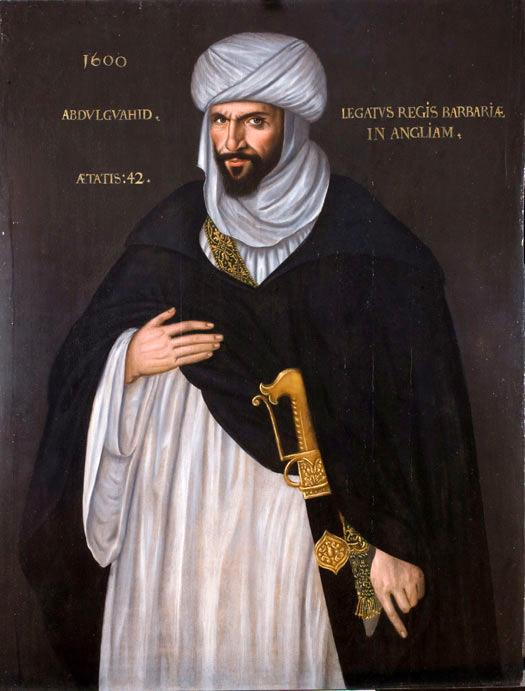 1600
ABDVLGVAHID.
ÆTATIS: 42.
LEGATVS REGIS BARBARIÆ
IN ANGLIAM.